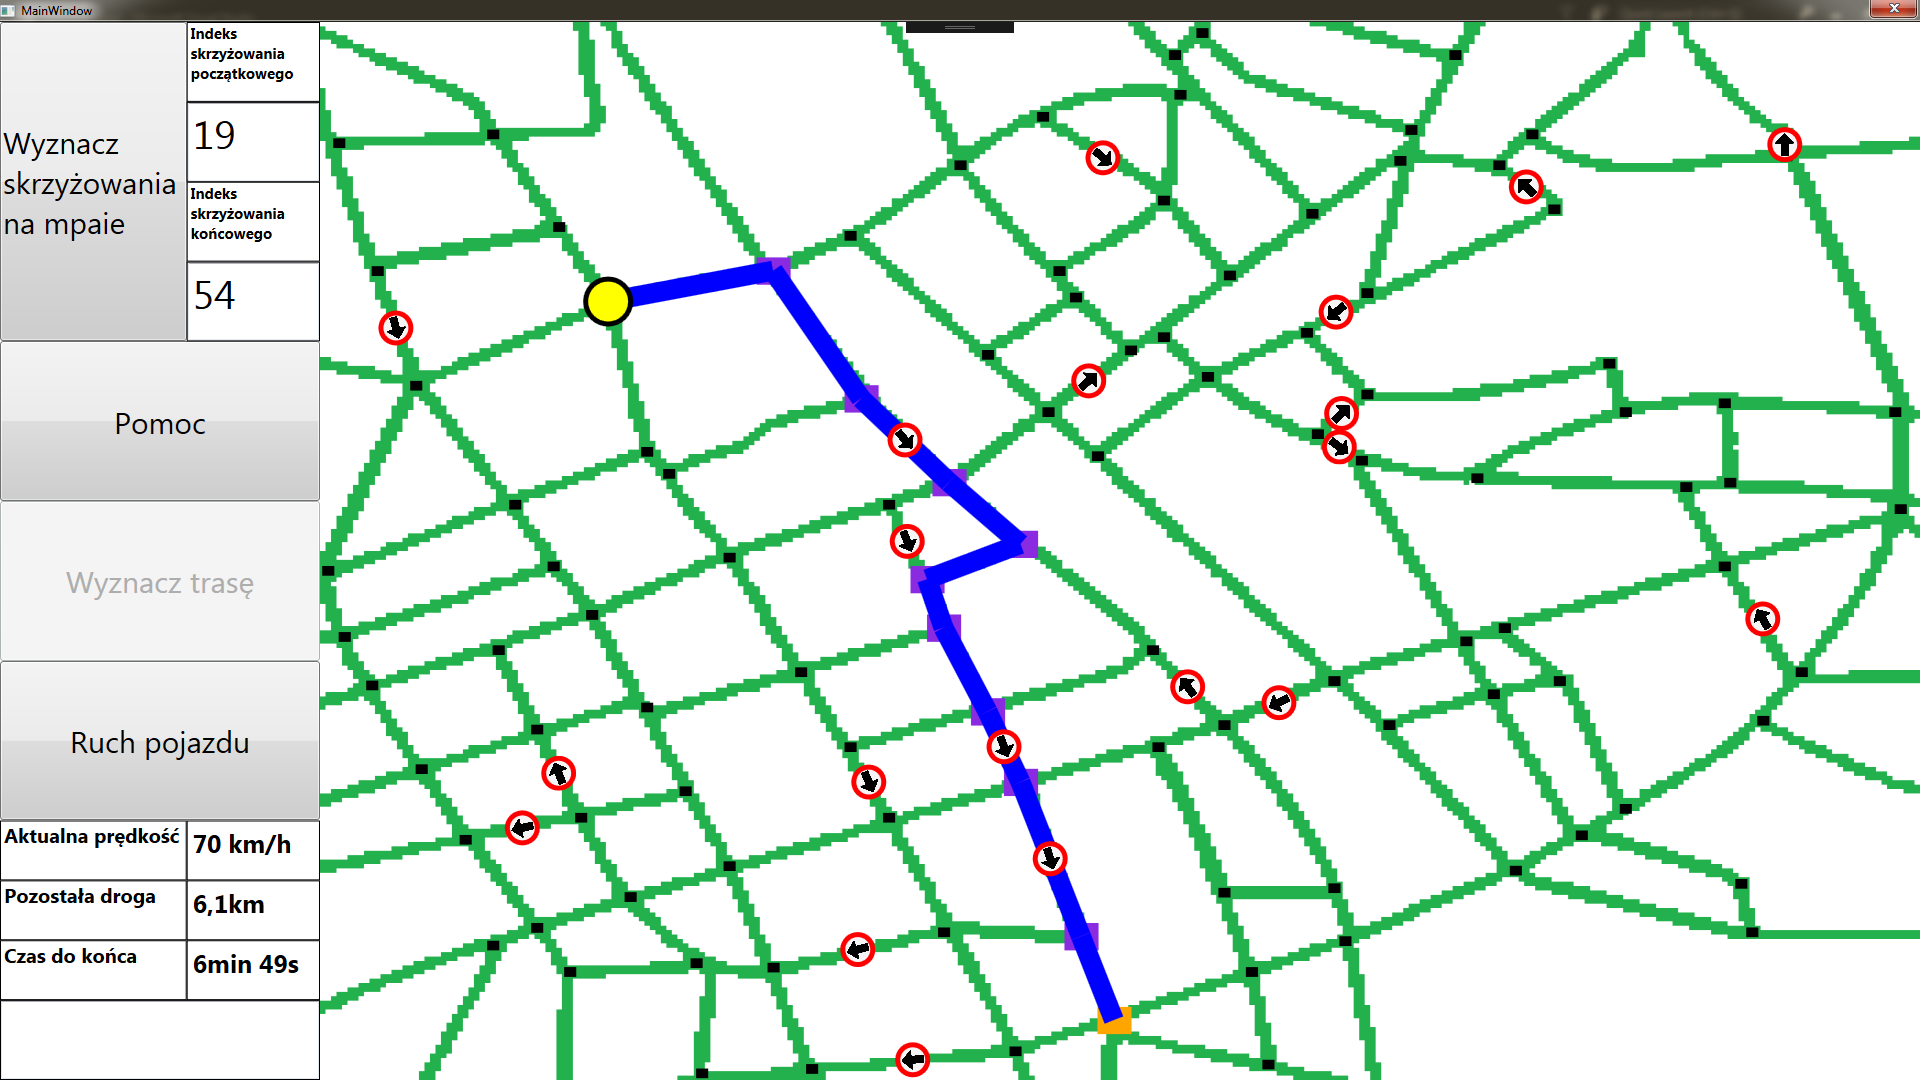 MainWindow
Wyznacz
skrzyżowania
na mpaie
Indeks
skrzyżowania
początkowego
19
Indeks
skrzyżowania
końcowego
54
Pomoc
Wyznacz trasę
Ruch pojazdu
Aktualna prędkość
70 km/h
Pozostała droga
6,1km
Czas do końca
6min 49s